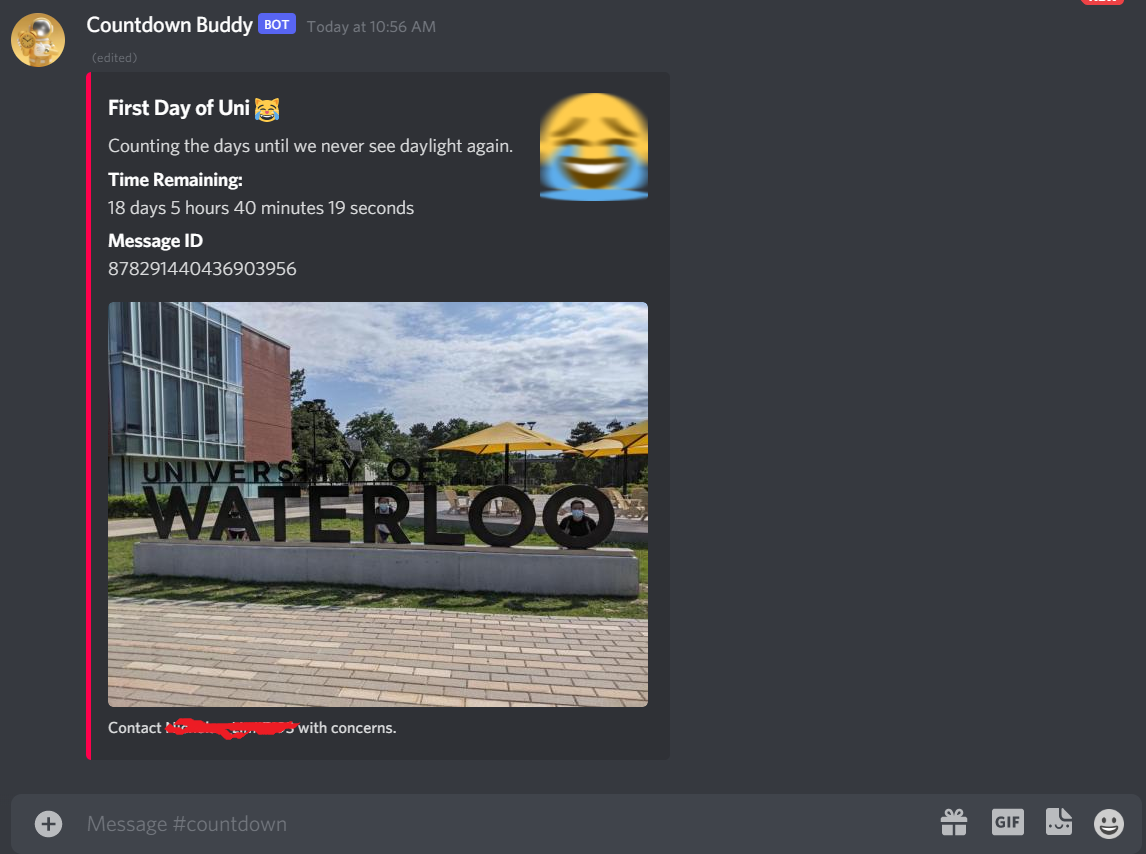 Countdown Buddy BOT Today at 10:56 AM
(edited)
First Day of Uni 😹
Counting the days until we never see daylight again.
Time Remaining:
18 days 5 hours 40 minutes 19 seconds
Message ID
878291440436903956
UNIVERSITY OF
WATERLOO
Contact with concerns.
Message #countdown
GIF